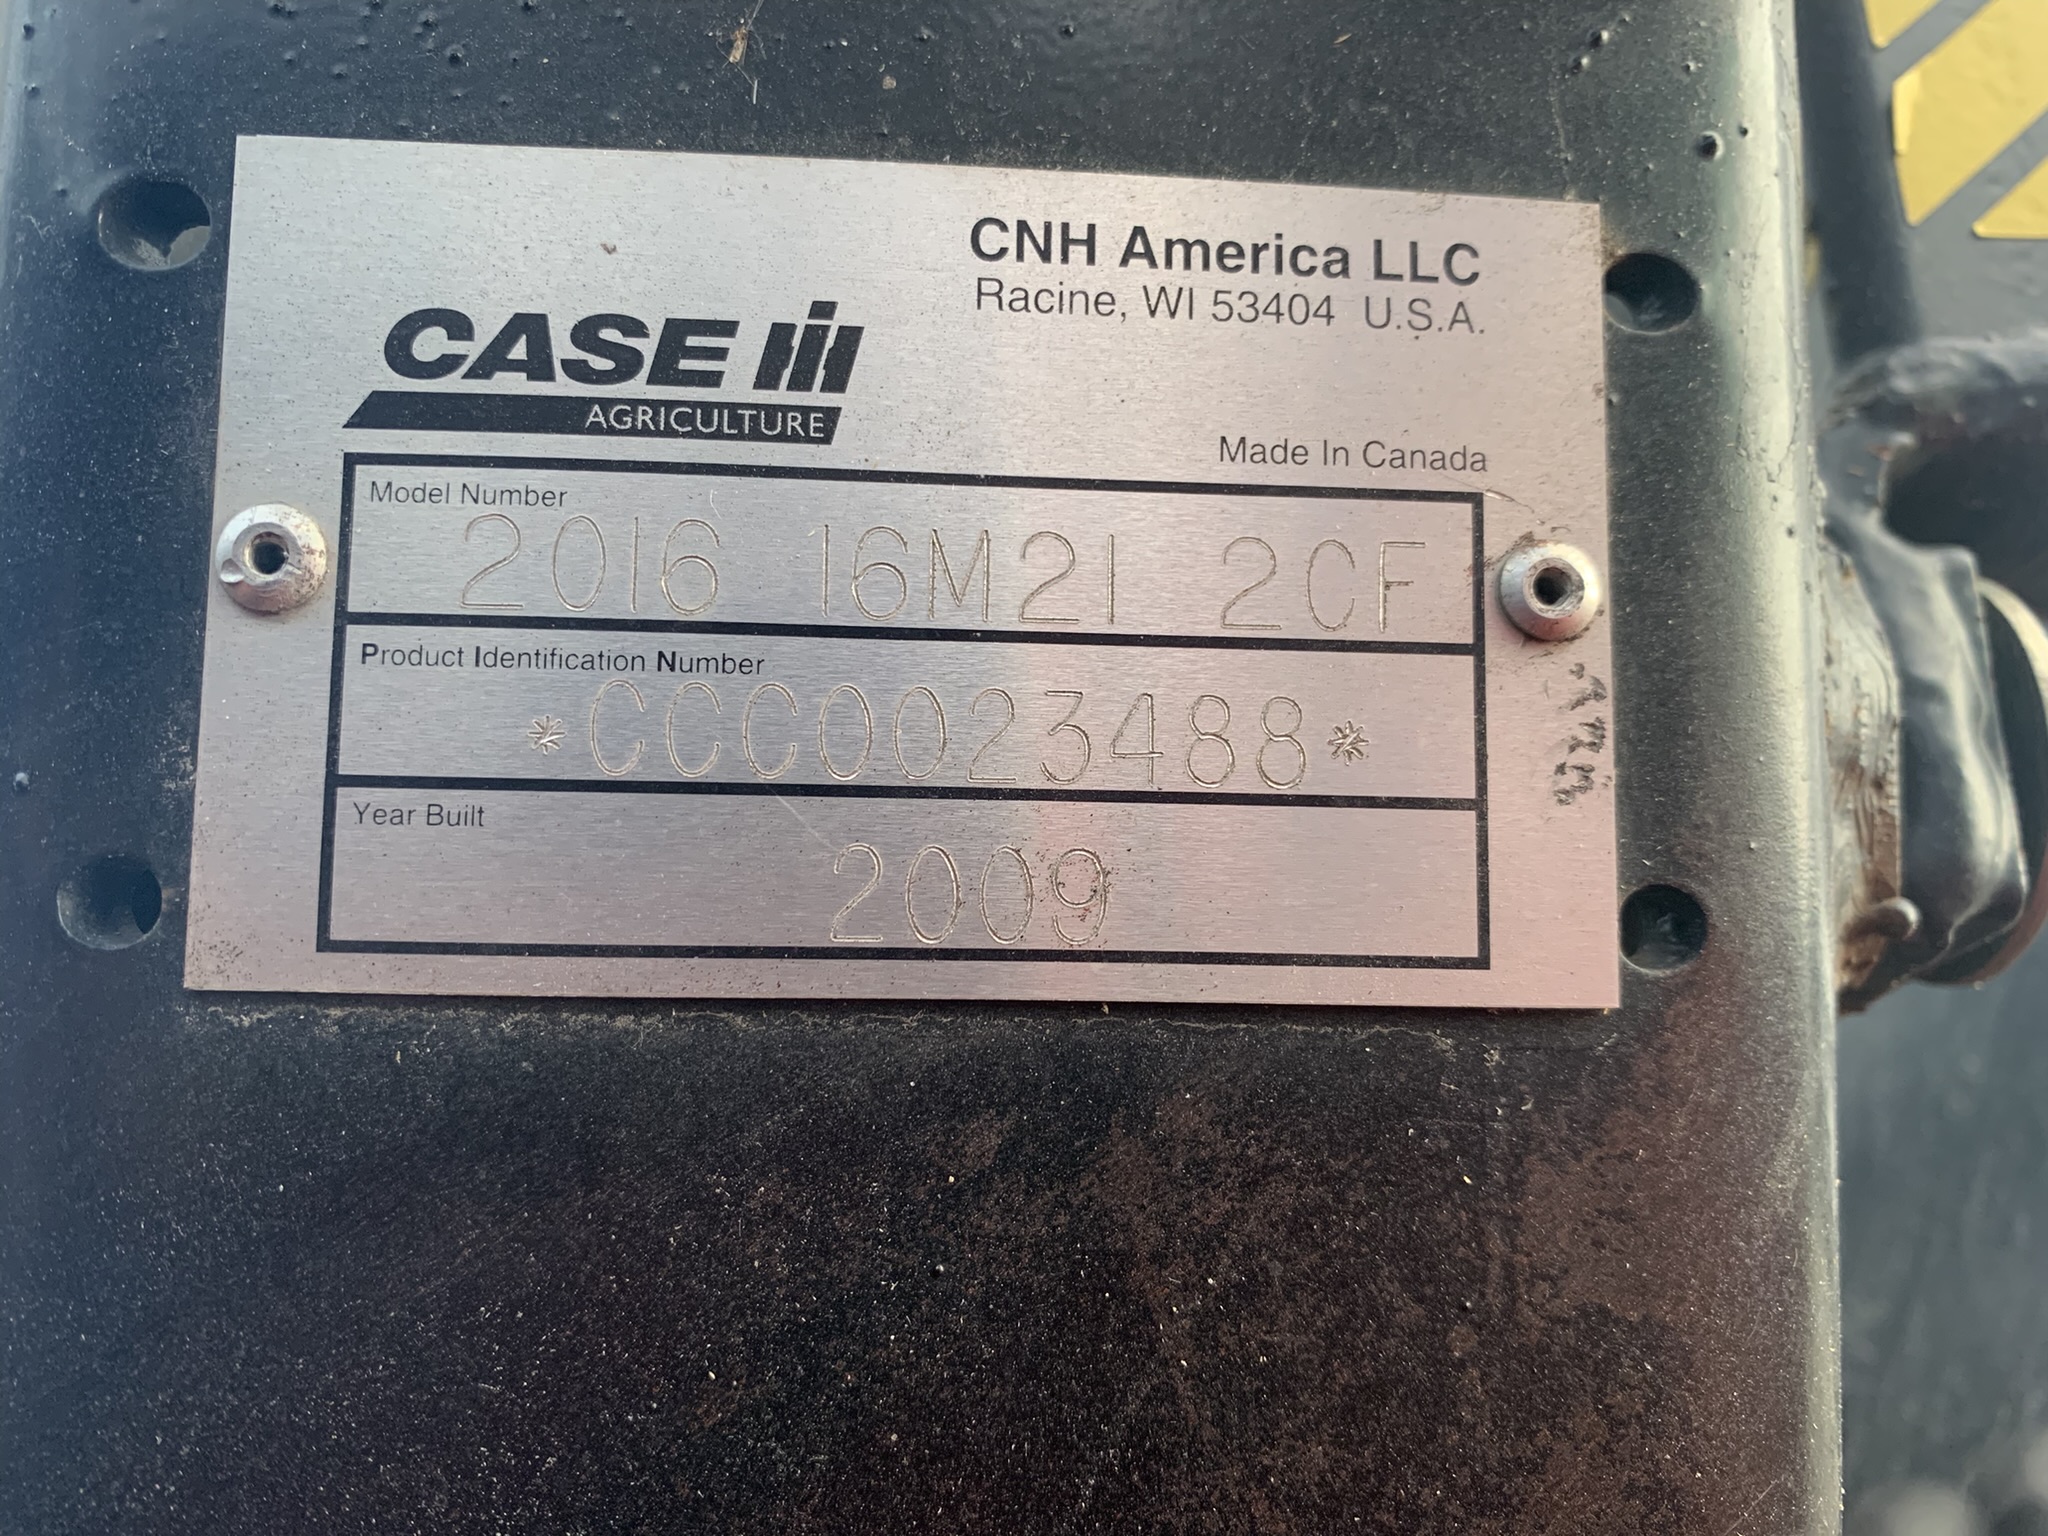 CNH America LLC
Racine, WI 53404 U.S.A.
CASE IH
AGRICULTURE
Made In Canada
Model Number
2016 16M21 2CF
Product Identification Number
*CCC0023488*
Year Built
2009